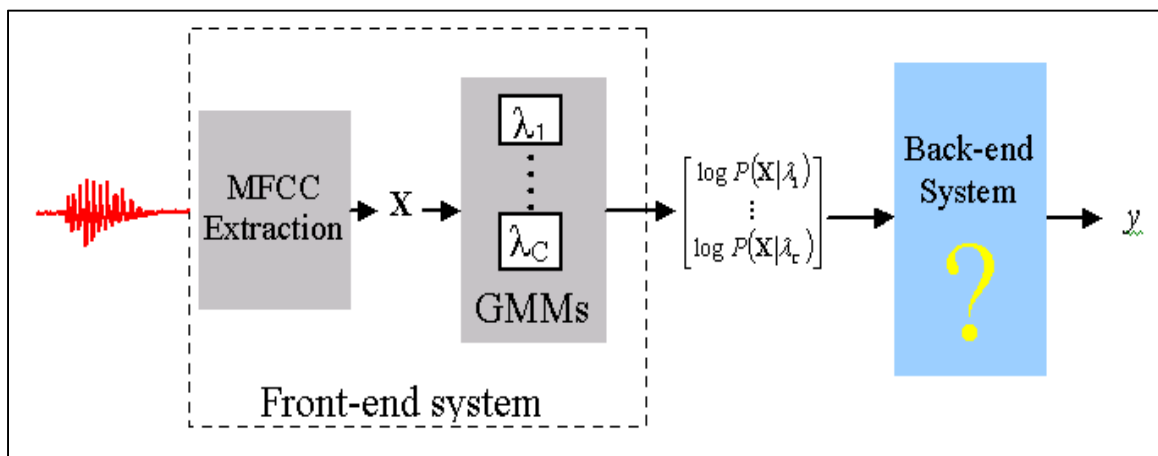 MFCC
Extraction
X
λ1
λC
GMMs
Front-end system
log P(X|λ1)
⋮
log P(X|λc)
Back-end
System
?
y